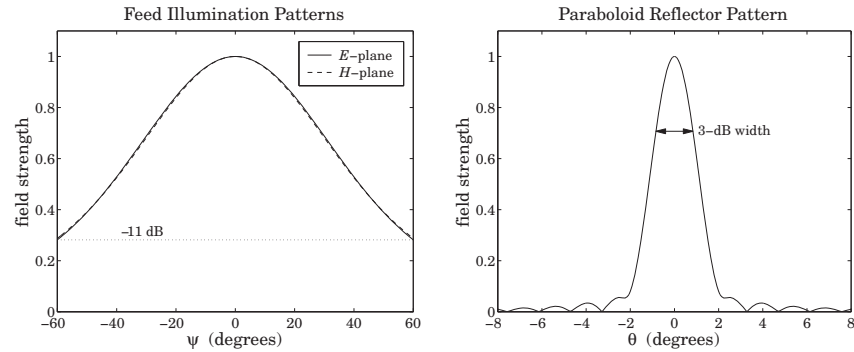 Feed Illumination Patterns
1
0.8
0.6
0.4
0.2
0
field strength
E−plane
H−plane
−11 dB
−60
−40
−20
0
20
40
60
ψ (degrees)
Paraboloid Reflector Pattern
1
0.8
0.6
0.4
0.2
0
field strength
3−dB width
−8
−6
−4
−2
0
2
4
6
8
θ (degrees)